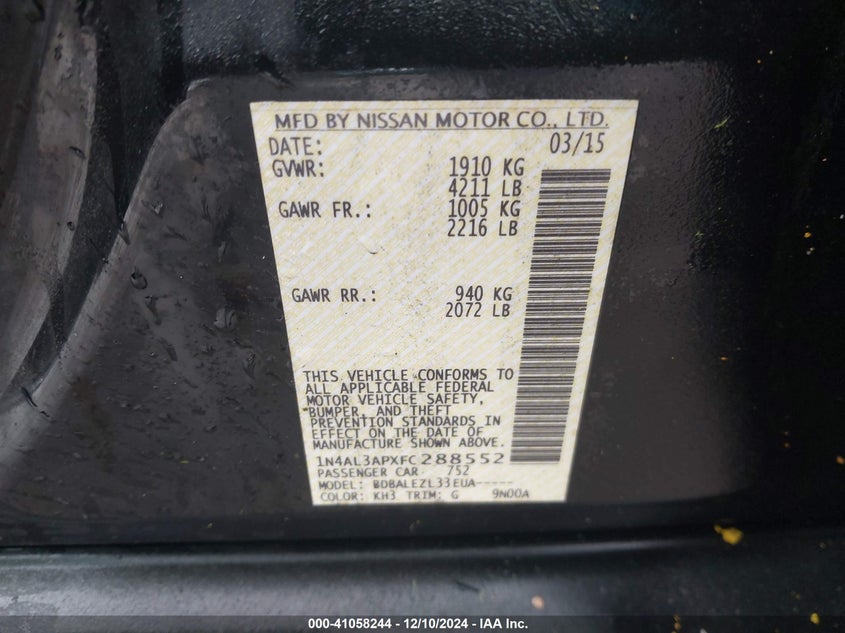 MFD BY NISSAN MOTOR CO., LTD.
DATE: 03/15
GVWR: 1910 KG
4211 LB
GAWR FR.: 1005 KG
2216 LB
GAWR RR.: 940 KG
2072 LB
THIS VEHICLE CONFORMS TO
ALL APPLICABLE FEDERAL
MOTOR VEHICLE SAFETY,
BUMPER, AND THEFT
PREVENTION STANDARDS IN
EFFECT ON THE DATE OF
MANUFACTURE SHOWN ABOVE.
1N4AL3APXFC288552
PASSENGER CAR 752
MODEL: BDBALEZL33EUA-----
COLOR: KH3 TRIM: G 9N00A
000-41058244 - 12/10/2024 - IAA Inc.